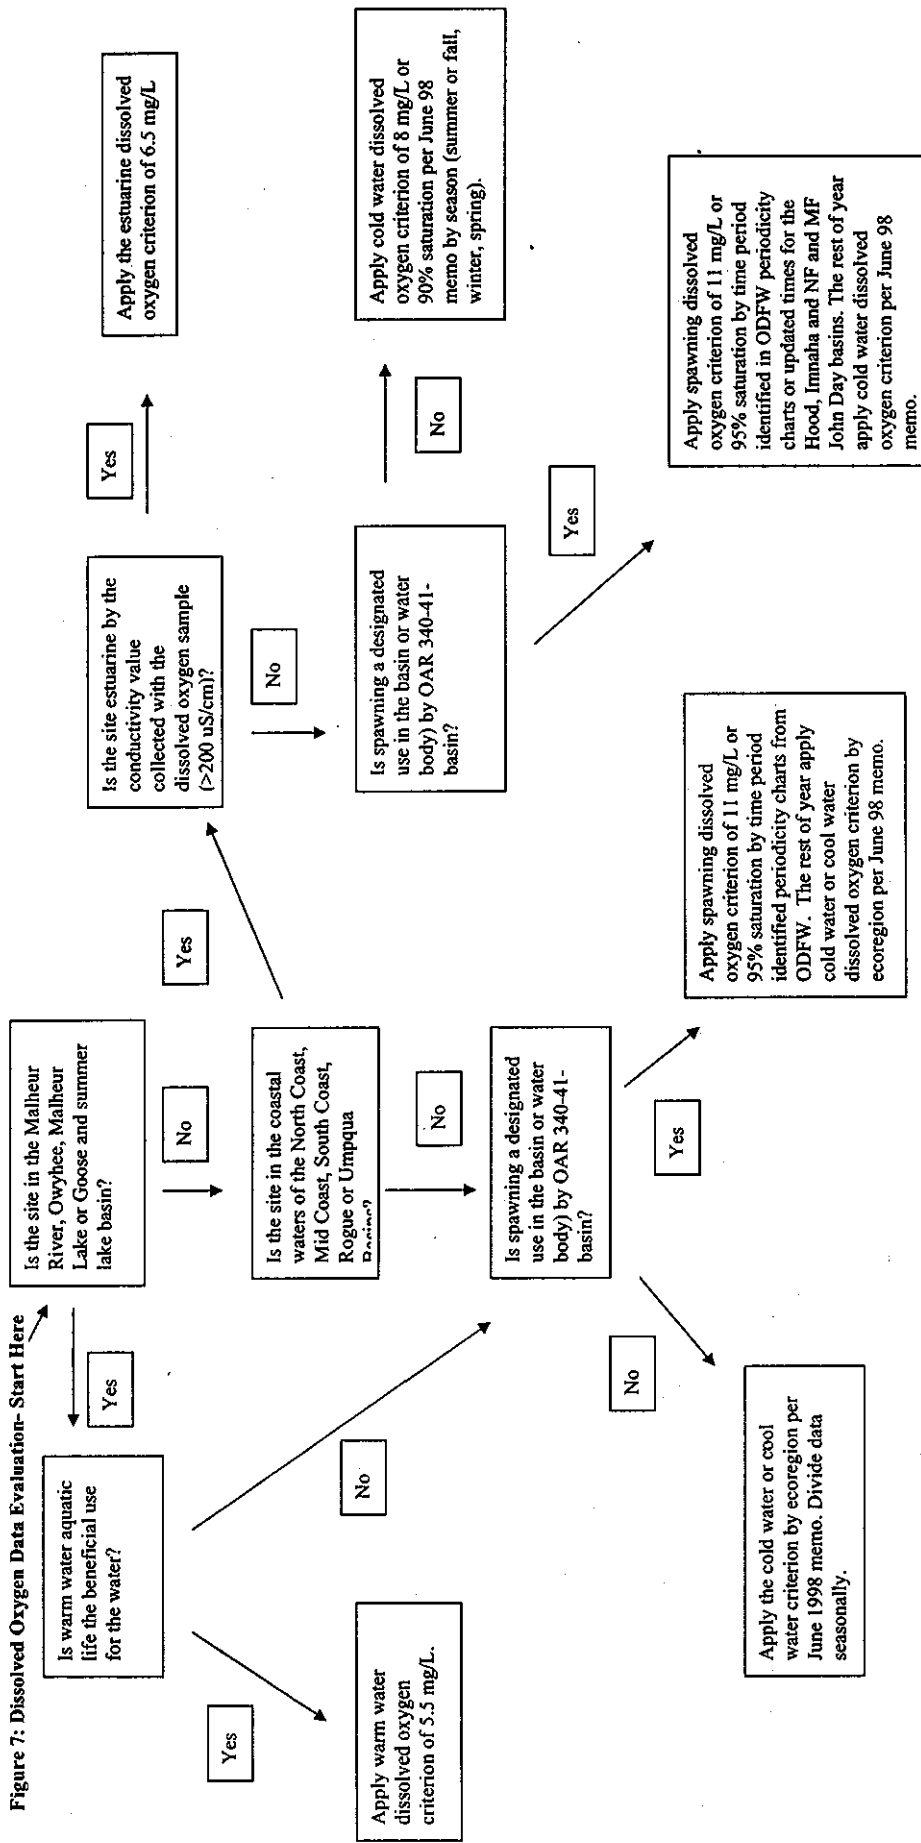 Figure 7: Dissolved Oxygen Data Evaluation- Start Here
Is the site in the Malheur
River, Owyhee, Malheur
Lake or Goose and summer
lake basin?
Yes
No
Is warm water aquatic
life the beneficial use
for the water?
Yes
No
Apply warm water
dissolved oxygen
criterion of 5.5 mg/L.
Is the site in the coastal
waters of the North Coast,
Mid Coast, South Coast,
Rogue or Umpqua
Basins?
Yes
No
Is the site estuarine by the
conductivity value
collected with the
dissolved oxygen sample
(>200 uS/cm)?
Yes
No
Apply the estuarine dissolved
oxygen criterion of 6.5 mg/L
Is spawning a designated
use in the basin or water
body) by OAR 340-41-
basin?
No
Yes
Apply cold water dissolved
oxygen criterion of 8 mg/L or
90% saturation per June 98
memo by season (summer or fall,
winter, spring).
Apply spawning dissolved
oxygen criterion of 11 mg/L or
95% saturation by time period
identified in ODFW periodicity
charts or updated times for the
Hood, Imnaha and NF and MF
John Day basins. The rest of year
apply cold water dissolved
oxygen criterion per June 98
memo.
Is spawning a designated
use in the basin or water
body) by OAR 340-41-
basin?
No
Yes
Apply the cold water or cool
water criterion by ecoregion per
June 1998 memo. Divide data
seasonally.
Apply spawning dissolved
oxygen criterion of 11 mg/L or
95% saturation by time period
identified periodicity charts from
ODFW. The rest of year apply
cold water or cool water
dissolved oxygen criterion by
ecoregion per June 98 memo.